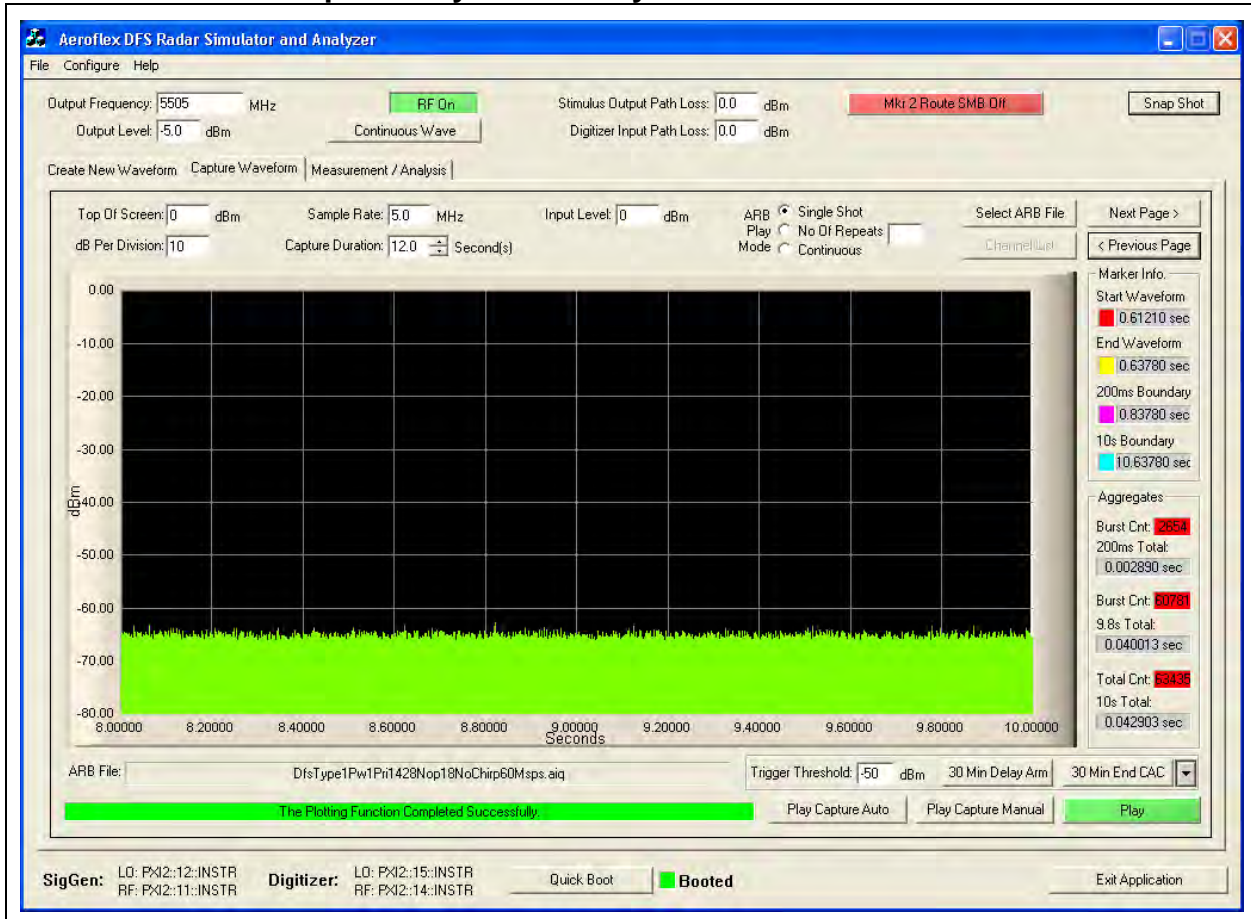 Aeroflex DFS Radar Simulator and Analyzer
File Configure Help
Output Frequency: 5505 MHz
RF On
Stimulus Output Path Loss: 0.0 dBm
Mkr 2 Route SMB Off
Snap Shot
Output Level: -5.0 dBm
Continuous Wave
Digitizer Input Path Loss: 0.0 dBm
Create New Waveform Capture Waveform Measurement / Analysis
Top Of Screen: 0 dBm
Sample Rate: 5.0 MHz
Input Level: 0 dBm
ARB Play Mode
Single Shot
No Of Repeats
Continuous
Select ARB File
Next Page >
dB Per Division: 10
Capture Duration: 12.0 Second(s)
Channel List
< Previous Page
0.00
-10.00
-20.00
-30.00
-40.00
-50.00
-60.00
-70.00
-80.00
dBm
8.00000 8.20000 8.40000 8.60000 8.80000 9.00000 9.20000 9.40000 9.60000 9.80000 10.00000
Seconds
Marker Info.
Start Waveform
0.61210 sec
End Waveform
0.63780 sec
200ms Boundary
0.83780 sec
10s Boundary
10.63780 sec
Aggregates
Burst Cnt: 2654
200ms Total:
0.002890 sec
Burst Cnt: 60781
9.8s Total:
0.040013 sec
Total Cnt: 63435
10s Total:
0.042903 sec
ARB File: DfsType1Pw1Pri1428Nop18NoChirp60Msps.aiq
Trigger Threshold: -50 dBm
30 Min Delay Arm
30 Min End CAC
The Plotting Function Completed Successfully.
Play Capture Auto
Play Capture Manual
Play
SigGen: LO: PXI2::12::INSTR
RF: PXI2::11::INSTR
Digitizer: LO: PXI2::15::INSTR
RF: PXI2::14::INSTR
Quick Boot
Booted
Exit Application